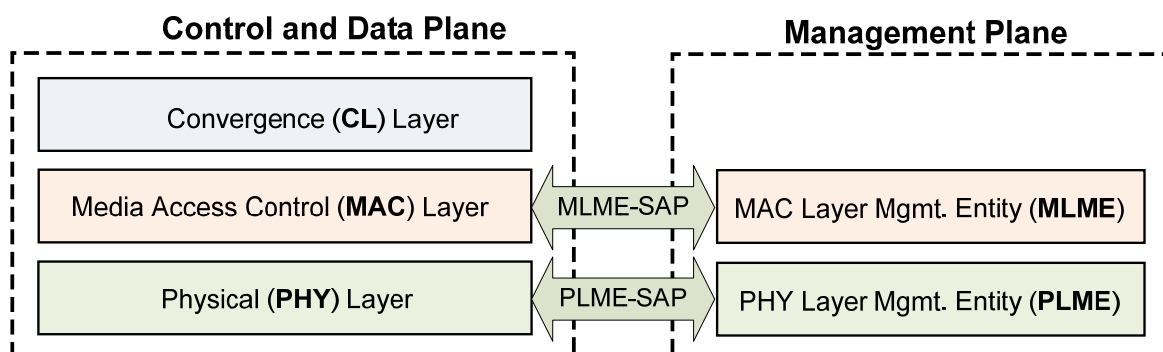 Control and Data Plane
Management Plane
Convergence (CL) Layer
Media Access Control (MAC) Layer
MLME-SAP
MAC Layer Mgmt. Entity (MLME)
Physical (PHY) Layer
PLME-SAP
PHY Layer Mgmt. Entity (PLME)